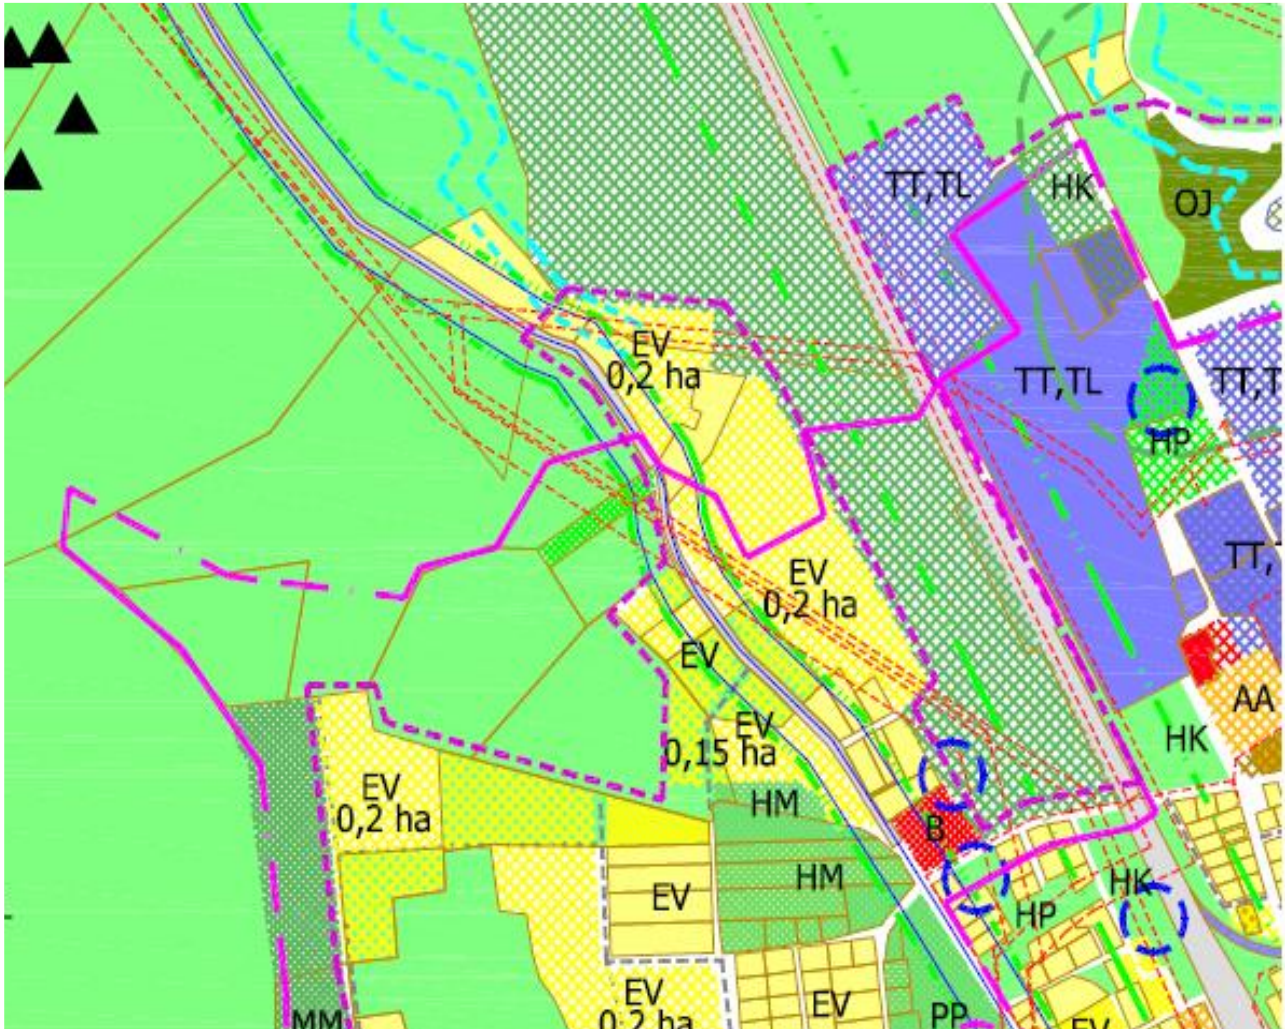 TT,TL
HK
OJ
EV
0,2 ha
TT,TL
TT,T
HP
TT,
EV
0,2 ha
EV
AA
EV
0,15 ha
HK
EV
0,2 ha
HM
B
HM
HK
EV
HP
EV
0,2 ha
EV
PP
EV
MM